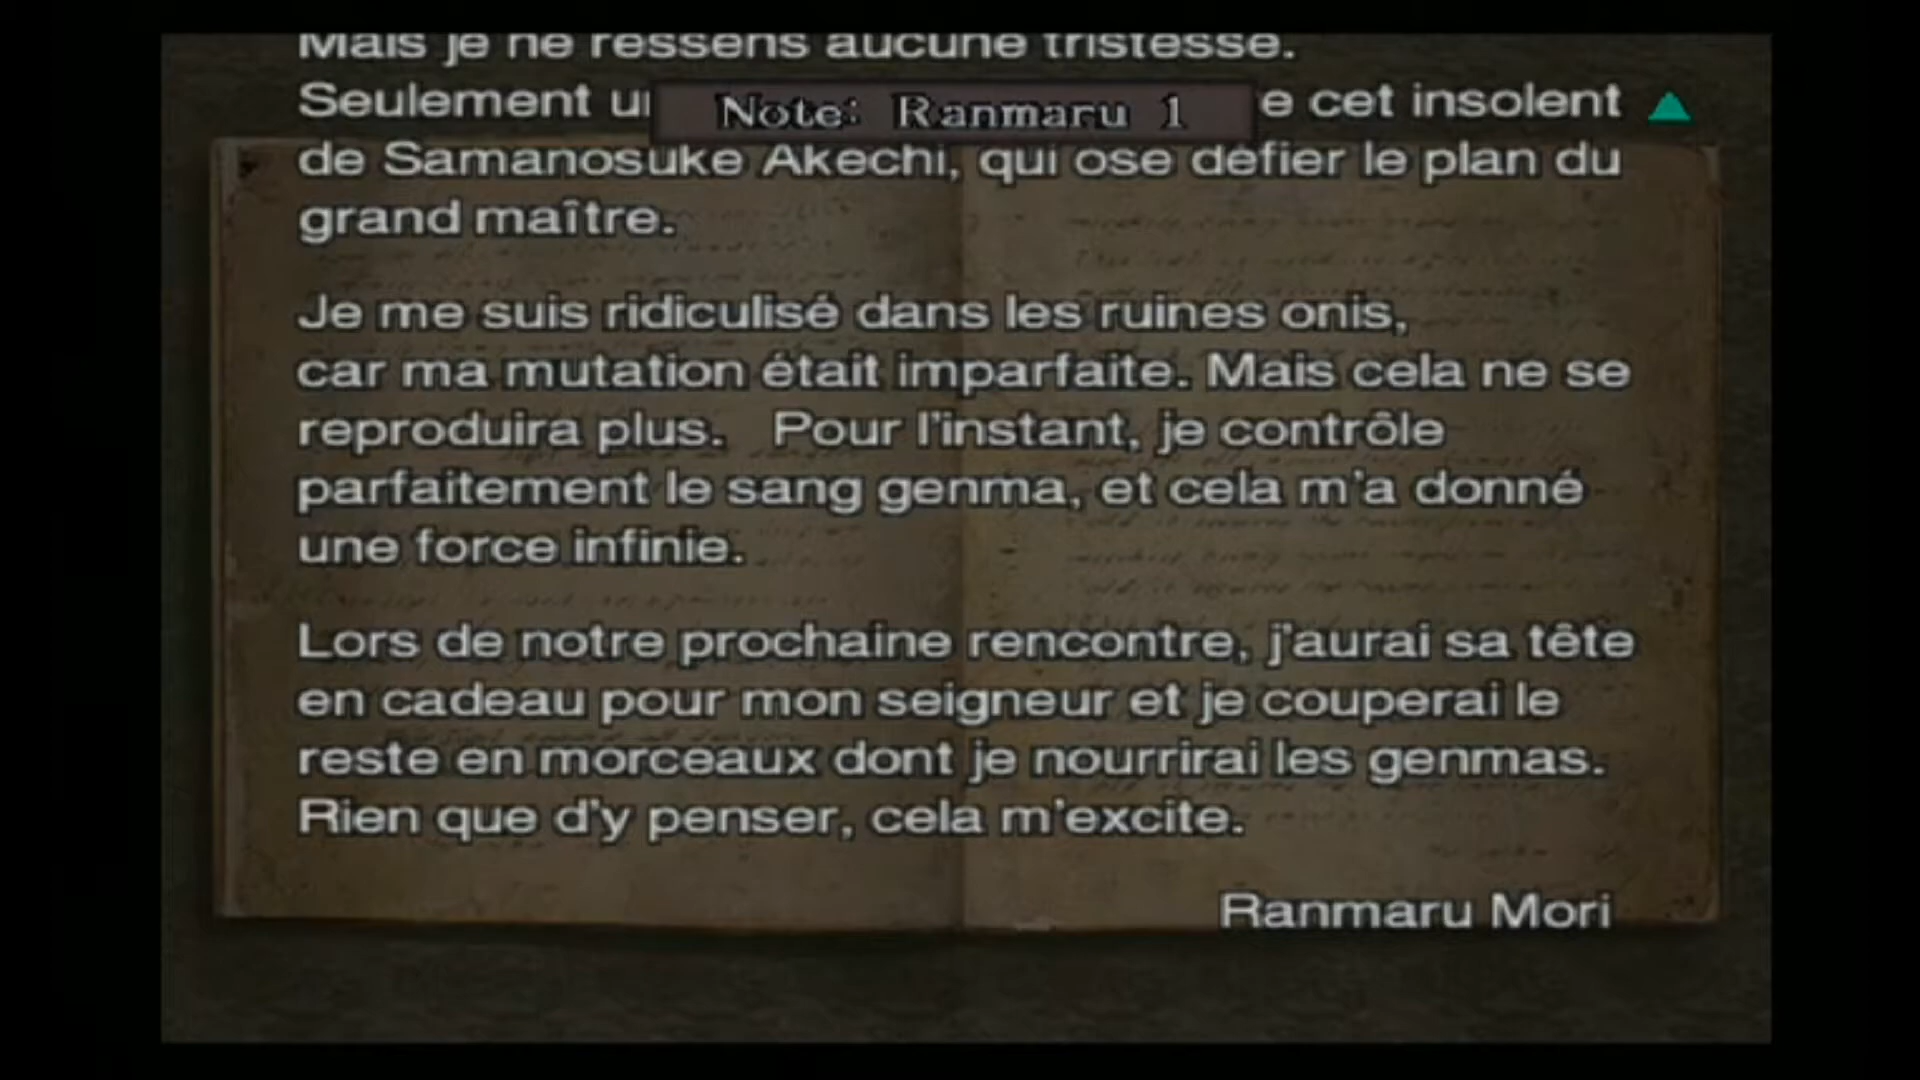 Mais je ne ressens aucune tristesse.
Seulement e cet insolent
Note: Ranmaru 1
de Samanosuke Akechi, qui ose défier le plan du
grand maître.
Je me suis ridiculisé dans les ruines onis,
car ma mutation était imparfaite. Mais cela ne se
reproduira plus. Pour l'instant, je contrôle
parfaitement le sang genma, et cela m'a donné
une force infinie.
Lors de notre prochaine rencontre, j'aurai sa tête
en cadeau pour mon seigneur et je couperai le
reste en morceaux dont je nourrirai les genmas.
Rien que d'y penser, cela m'excite.
Ranmaru Mori